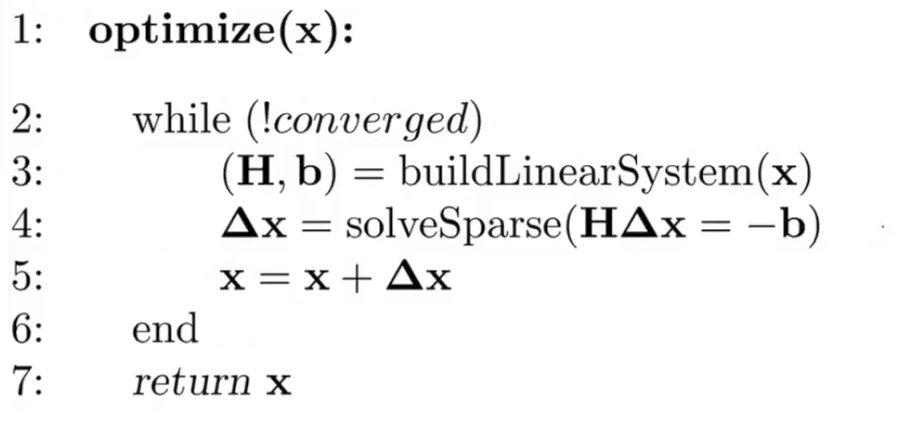 1: optimize(x):
2: while (!converged)
3: (H, b) = buildLinearSystem(x)
4: Δx = solveSparse(HΔx = −b)
5: x = x + Δx
6: end
7: return x